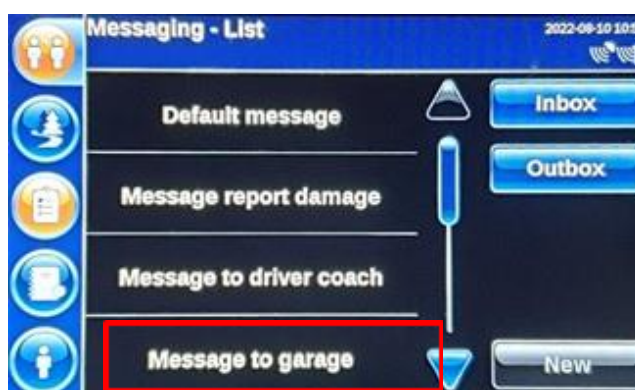 Messaging - List
2022-08-10 10:1
Default message
Message report damage
Message to driver coach
Message to garage
Inbox
Outbox
New